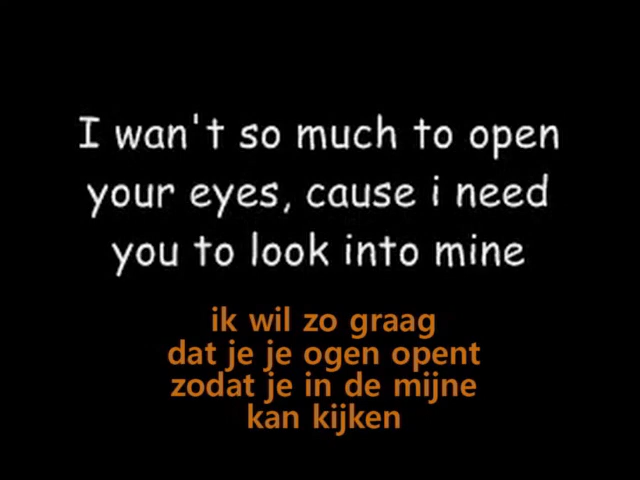 I wan't so much to open
your eyes, cause i need
you to look into mine
ik wil zo graag
dat je je ogen opent
zodat je in de mijne
kan kijken